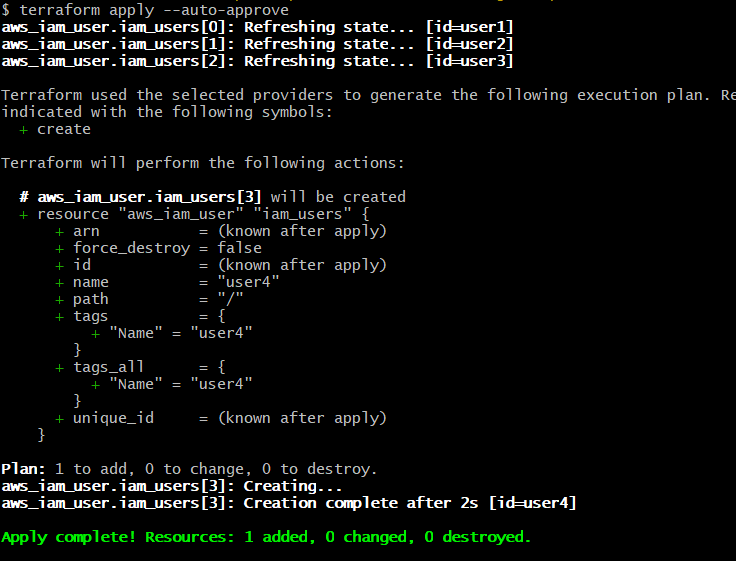 $ terraform apply --auto-approve
aws_iam_user.iam_users[0]: Refreshing state... [id=user1]
aws_iam_user.iam_users[1]: Refreshing state... [id=user2]
aws_iam_user.iam_users[2]: Refreshing state... [id=user3]
Terraform used the selected providers to generate the following execution plan. Re
indicated with the following symbols:
+ create
Terraform will perform the following actions:
# aws_iam_user.iam_users[3] will be created
+ resource "aws_iam_user" "iam_users" {
+ arn = (known after apply)
+ force_destroy = false
+ id = (known after apply)
+ name = "user4"
+ path = "/"
+ tags = {
+ "Name" = "user4"
}
+ tags_all = {
+ "Name" = "user4"
}
+ unique_id = (known after apply)
}
Plan: 1 to add, 0 to change, 0 to destroy.
aws_iam_user.iam_users[3]: Creating...
aws_iam_user.iam_users[3]: Creation complete after 2s [id=user4]
Apply complete! Resources: 1 added, 0 changed, 0 destroyed.